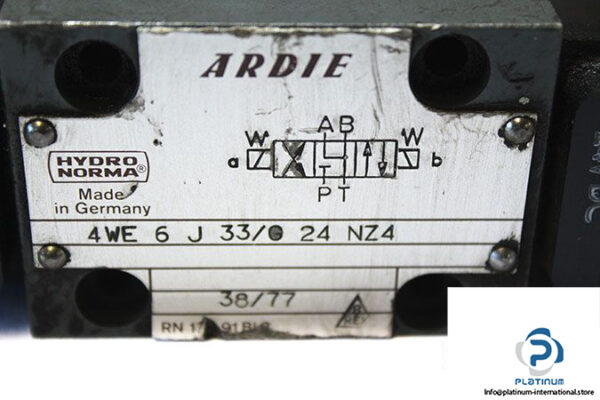 ARDIE
HYDRO
NORMA
Made
in Germany
W AB W
a b
P T
4WE 6 J 33/G 24 NZ4
38/77
RN
PLATINUM
info@platinum-international.store